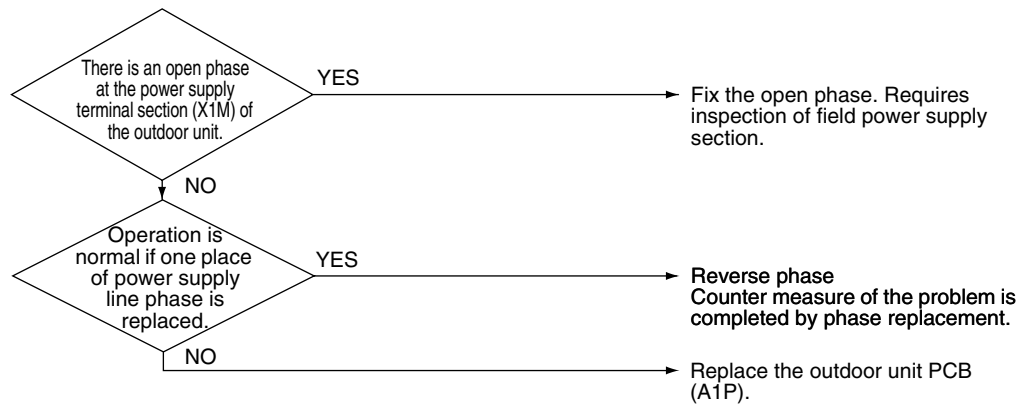 There is an open phase
at the power supply
terminal section (X1M) of
the outdoor unit.
YES
Fix the open phase. Requires
inspection of field power supply
section.
NO
Operation is
normal if one place
of power supply
line phase is
replaced.
YES
Reverse phase
Counter measure of the problem is
completed by phase replacement.
NO
Replace the outdoor unit PCB
(A1P).